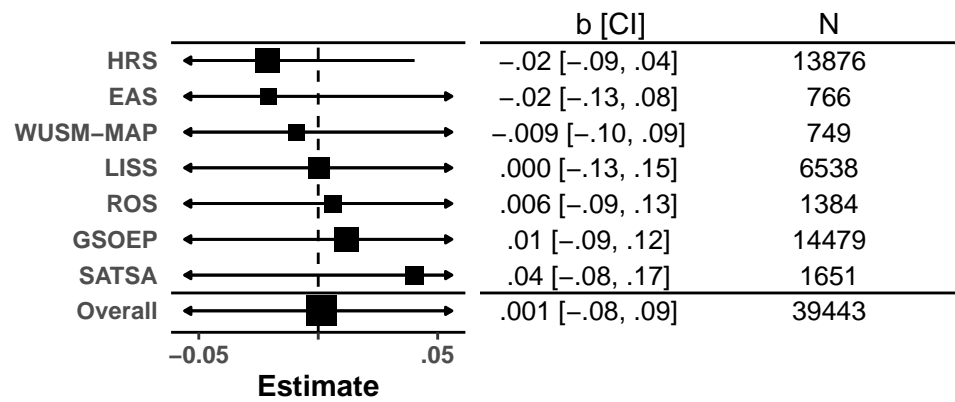 b [CI] N
HRS −.02 [−.09, .04] 13876
EAS −.02 [−.13, .08] 766
WUSM−MAP −.009 [−.10, .09] 749
LISS .000 [−.13, .15] 6538
ROS .006 [−.09, .13] 1384
GSOEP .01 [−.09, .12] 14479
SATSA .04 [−.08, .17] 1651
Overall .001 [−.08, .09] 39443
−0.05 .05
Estimate